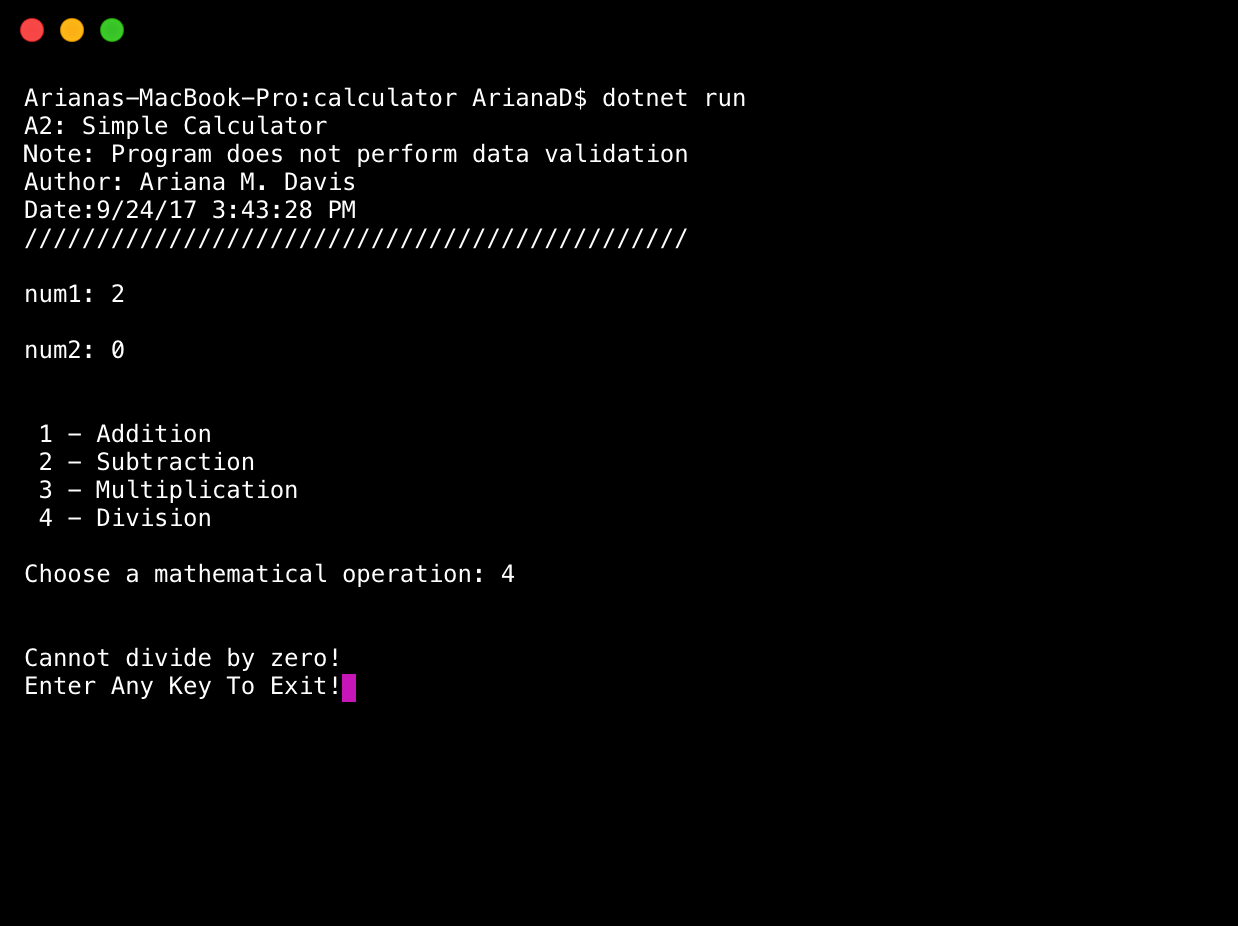 Arianas-MacBook-Pro:calculator ArianaD$ dotnet run
A2: Simple Calculator
Note: Program does not perform data validation
Author: Ariana M. Davis
Date:9/24/17 3:43:28 PM
//////////////////////////////////////////////
num1: 2
num2: 0
1 - Addition
2 - Subtraction
3 - Multiplication
4 - Division
Choose a mathematical operation: 4
Cannot divide by zero!
Enter Any Key To Exit!